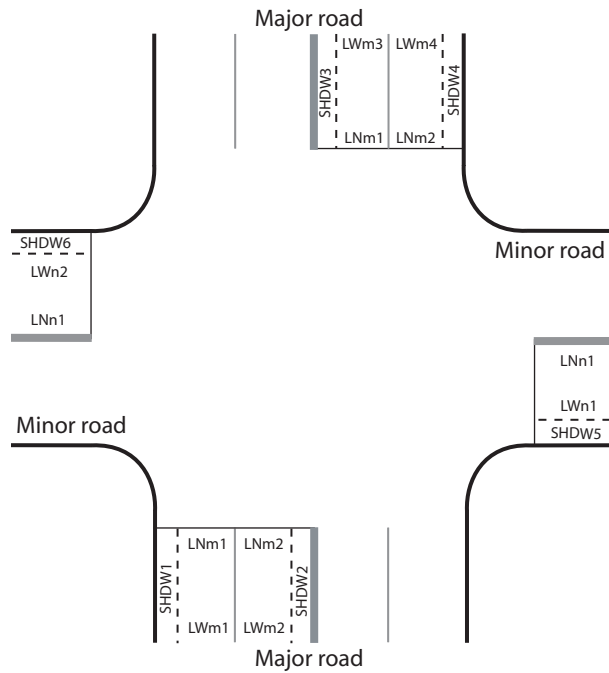 Major road
LWm3 LWm4
SHDW3
SHDW4
LNm1 LNm2
SHDW6
LWn2
LNn1
Minor road
LNn1
LWn1
SHDW5
Minor road
LNm1 LNm2
SHDW1
SHDW2
LWm1 LWm2
Major road